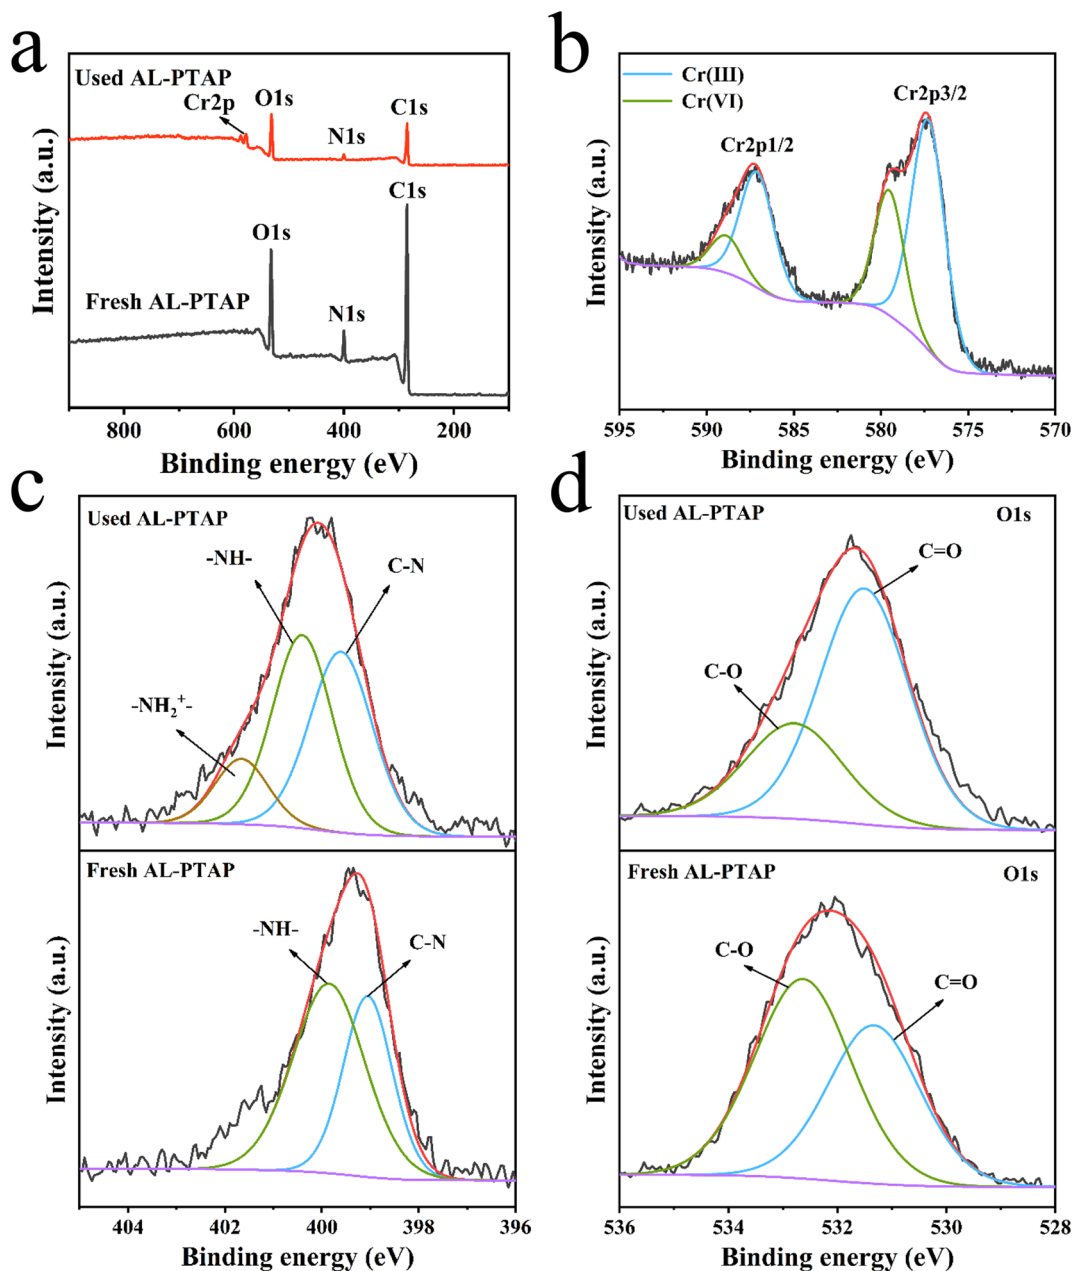 a
Used AL-PTAP
Cr2p
O1s
N1s
C1s
C1s
O1s
N1s
Fresh AL-PTAP
Intensity (a.u.)
800 600 400 200
Binding energy (eV)
b
Cr(III)
Cr(VI)
Cr2p3/2
Cr2p1/2
Intensity (a.u.)
595 590 585 580 575 570
Binding energy (eV)
c
Used AL-PTAP
-NH-
C-N
-NH₂⁺-
Intensity (a.u.)
Fresh AL-PTAP
-NH-
C-N
Intensity (a.u.)
404 402 400 398 396
Binding energy (eV)
d
Used AL-PTAP O1s
C=O
C-O
Intensity (a.u.)
Fresh AL-PTAP O1s
C-O
C=O
Intensity (a.u.)
536 534 532 530 528
Binding energy (eV)